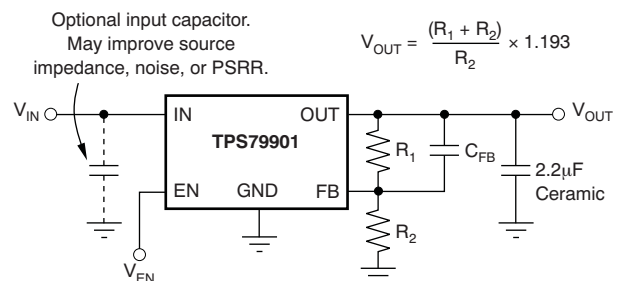 Optional input capacitor.
May improve source
impedance, noise, or PSRR.
V_OUT = (R_1 + R_2) / R_2 × 1.193
V_IN
IN
OUT
V_OUT
TPS79901
R_1
C_FB
2.2μF
Ceramic
EN
GND
FB
R_2
V_EN